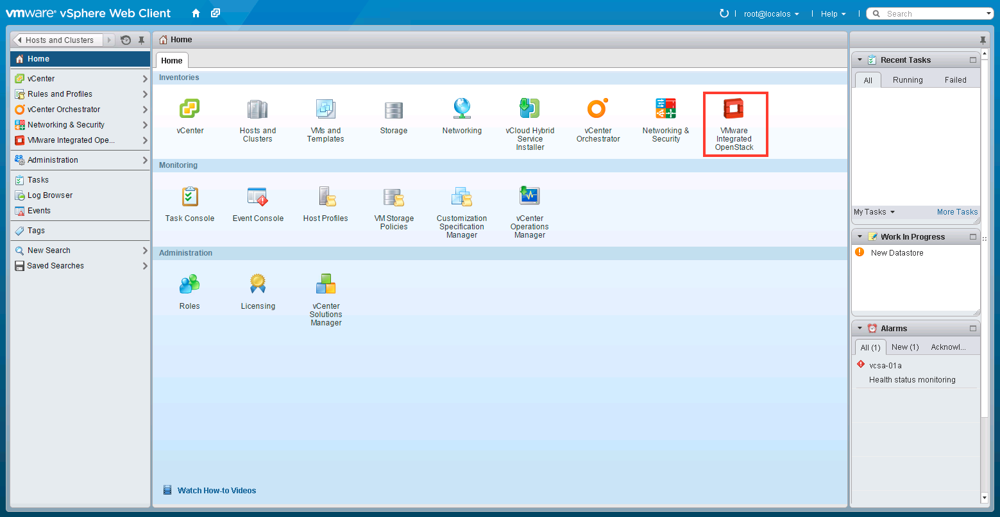 vmware® vSphere Web Client
root@localos
Help
Search
Hosts and Clusters
Home
vCenter
Rules and Profiles
vCenter Orchestrator
Networking & Security
VMware Integrated Ope...
Administration
Tasks
Log Browser
Events
Tags
New Search
Saved Searches
Home
Home
Inventories
vCenter
Hosts and
Clusters
VMs and
Templates
Storage
Networking
vCloud Hybrid
Service
Installer
vCenter
Orchestrator
Networking &
Security
VMware
Integrated
OpenStack
Monitoring
Task Console
Event Console
Host Profiles
VM Storage
Policies
Customization
Specification
Manager
vCenter
Operations
Manager
Administration
Roles
Licensing
vCenter
Solutions
Manager
Watch How-to Videos
Recent Tasks
All
Running
Failed
My Tasks
More Tasks
Work In Progress
New Datastore
Alarms
All (1)
New (1)
Acknowl...
vcsa-01a
Health status monitoring